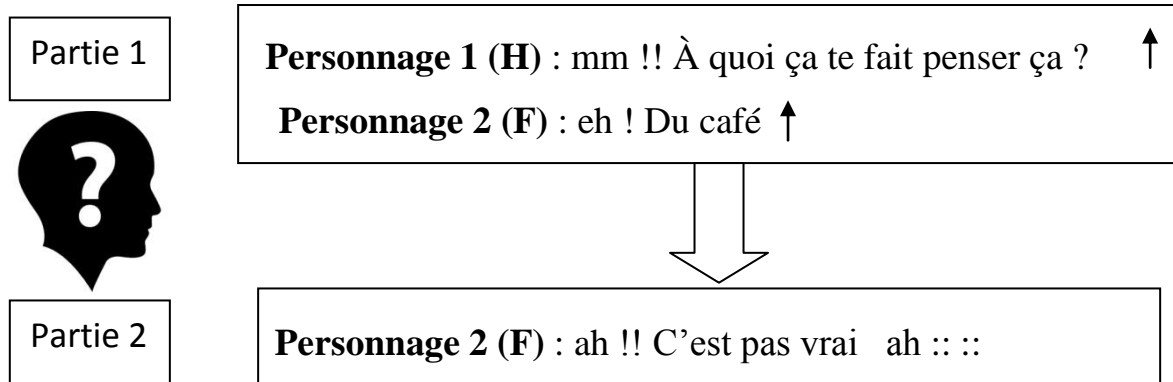 Partie 1
Personnage 1 (H) : mm !! À quoi ça te fait penser ça ? ↑
Personnage 2 (F) : eh ! Du café ↑
?
Partie 2
Personnage 2 (F) : ah !! C’est pas vrai ah :: ::